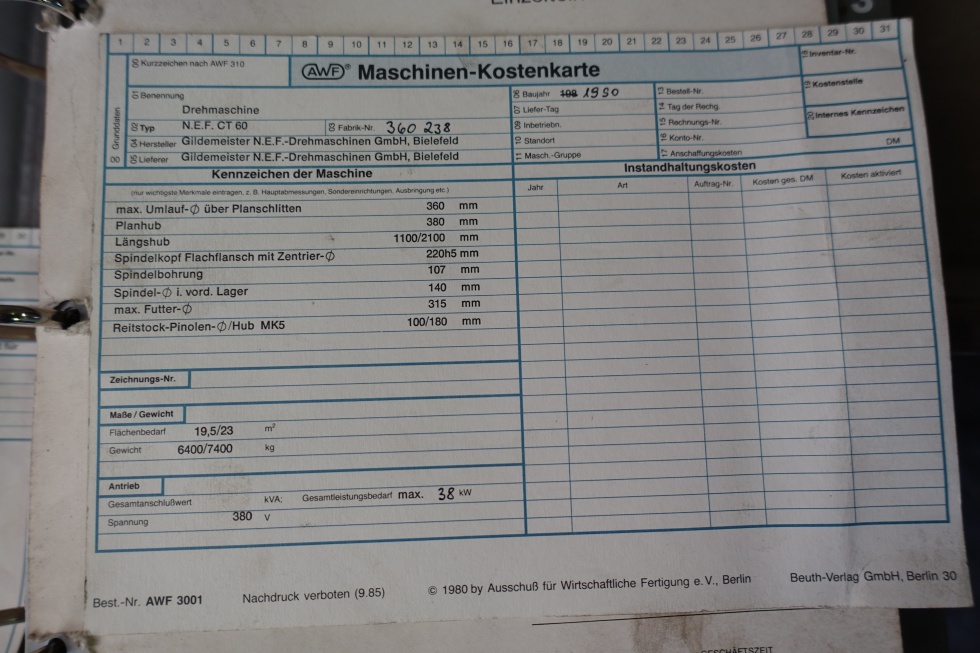 1 2 3 4 5 6 7 8 9 10 11 12 13 14 15 16 17 18 19 20 21 22 23 24 25 26 27 28 29 30 31
Kurzzeichen nach AWF 310
AWF® Maschinen-Kostenkarte
Inventar-Nr.
Kostenstelle
Internes Kennzeichen
Grunddaten
00
Benennung
Drehmaschine
Typ N.E.F. CT 60 Fabrik-Nr. 360 238
Hersteller Gildemeister N.E.F.-Drehmaschinen GmbH, Bielefeld
Lieferer Gildemeister N.E.F.-Drehmaschinen GmbH, Bielefeld
Baujahr 198 1990
Liefer-Tag
Inbetriebn.
Standort
Masch.-Gruppe
Bestell-Nr.
Tag der Rechg.
Rechnungs-Nr.
Konto-Nr.
Anschaffungskosten DM
Kennzeichen der Maschine
(nur wichtigste Merkmale eintragen, z. B. Hauptabmessungen, Sondereinrichtungen, Ausbringung etc.)
max. Umlauf-∅ über Planschlitten 360 mm
Planhub 380 mm
Längshub 1100/2100 mm
Spindelkopf Flachflansch mit Zentrier-∅ 220h5 mm
Spindelbohrung 107 mm
Spindel-∅ i. vord. Lager 140 mm
max. Futter-∅ 315 mm
Reitstock-Pinolen-∅/Hub MK5 100/180 mm
Instandhaltungskosten
Jahr Art Auftrag-Nr. Kosten ges. DM Kosten aktiviert
Zeichnungs-Nr.
Maße / Gewicht
Flächenbedarf 19,5/23 m²
Gewicht 6400/7400 kg
Antrieb
Gesamtanschlußwert kVA; Gesamtleistungsbedarf max. 38 kW
Spannung 380 V
Best.-Nr. AWF 3001 Nachdruck verboten (9.85) © 1980 by Ausschuß für Wirtschaftliche Fertigung e. V., Berlin Beuth-Verlag GmbH, Berlin 30